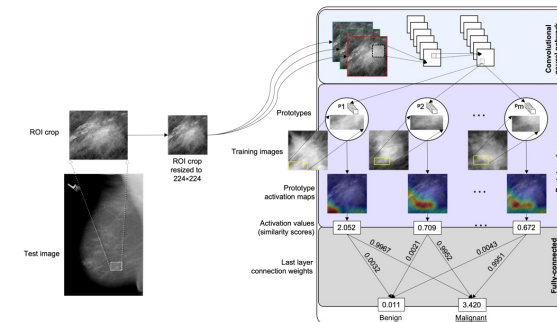 Convolutional
neural network
p1
p2
pm
...
Prototypes
ROI crop
ROI crop
resized to
224×224
Training images
Prototype
activation maps
...
Test image
Activation values
(similarity scores)
2.052
0.709
...
0.672
Last layer
connection weights
0.9967
0.0032
0.0021
0.9952
0.0043
0.9951
Fully-connected
0.011
3.420
Benign
Malignant